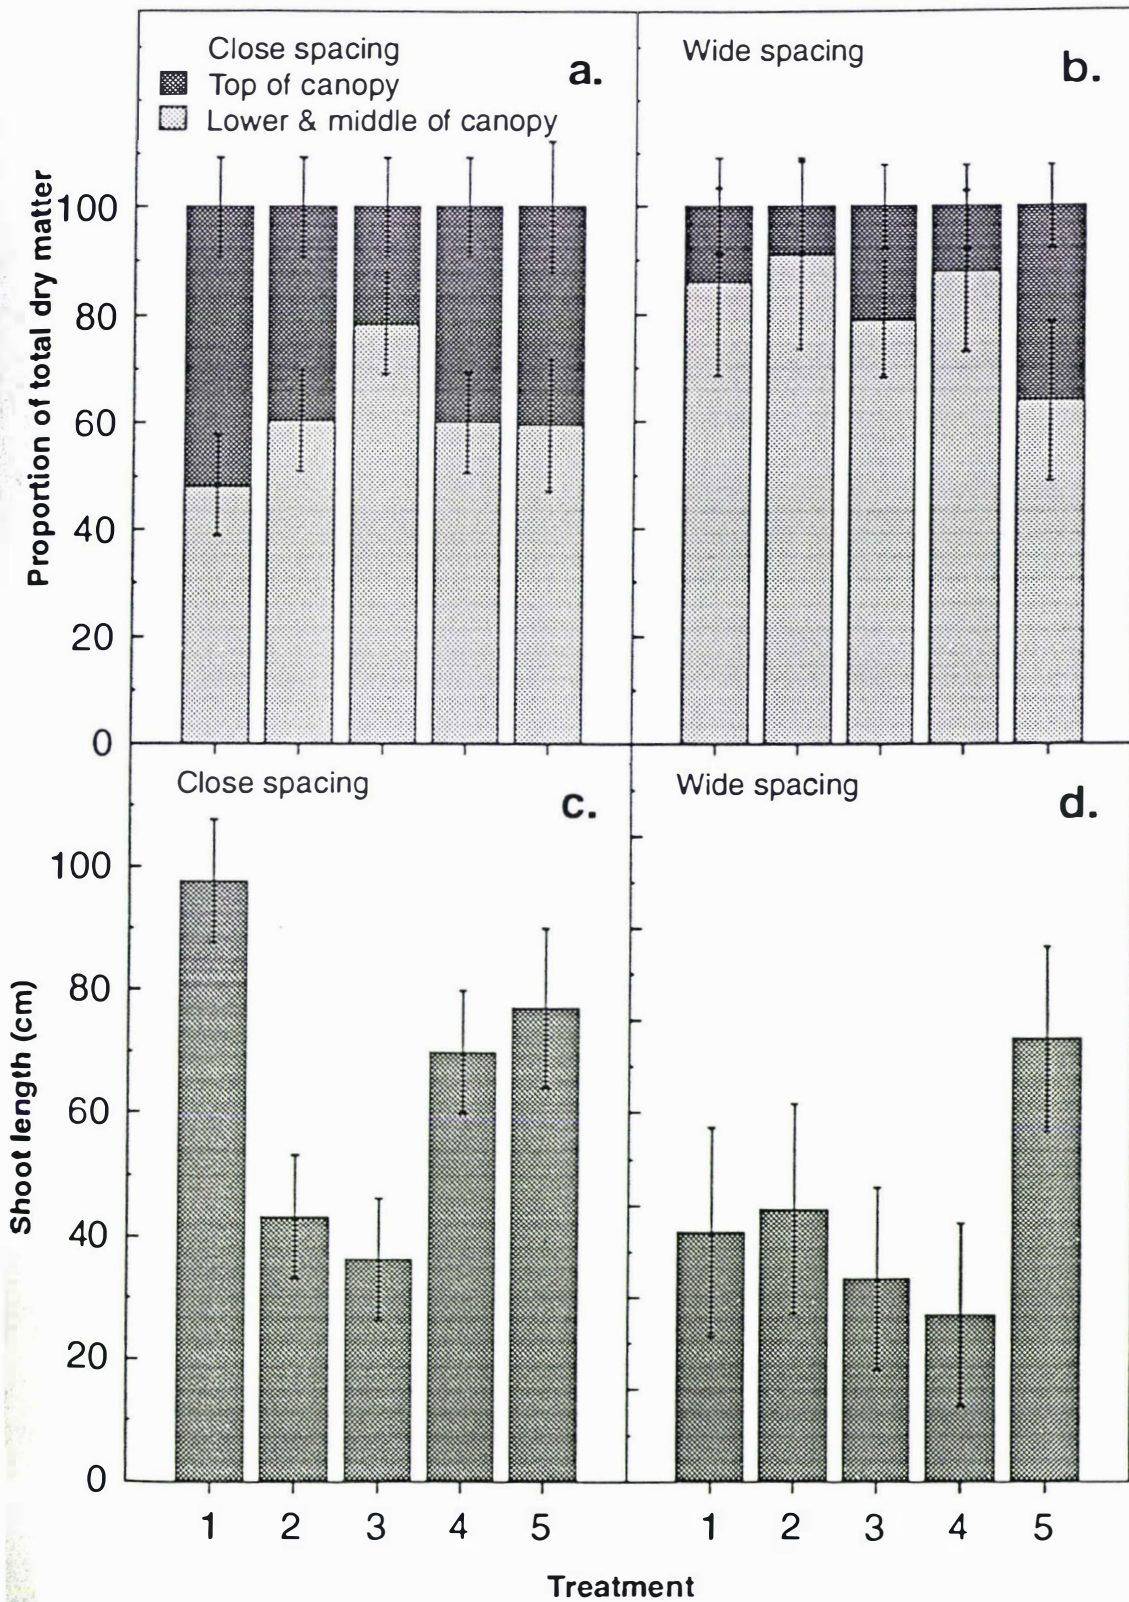 Close spacing
Top of canopy
Lower & middle of canopy
a.
Wide spacing
b.
Proportion of total dry matter
100
80
60
40
20
0
Close spacing
c.
Wide spacing
d.
Shoot length (cm)
100
80
60
40
20
0
1 2 3 4 5
1 2 3 4 5
Treatment